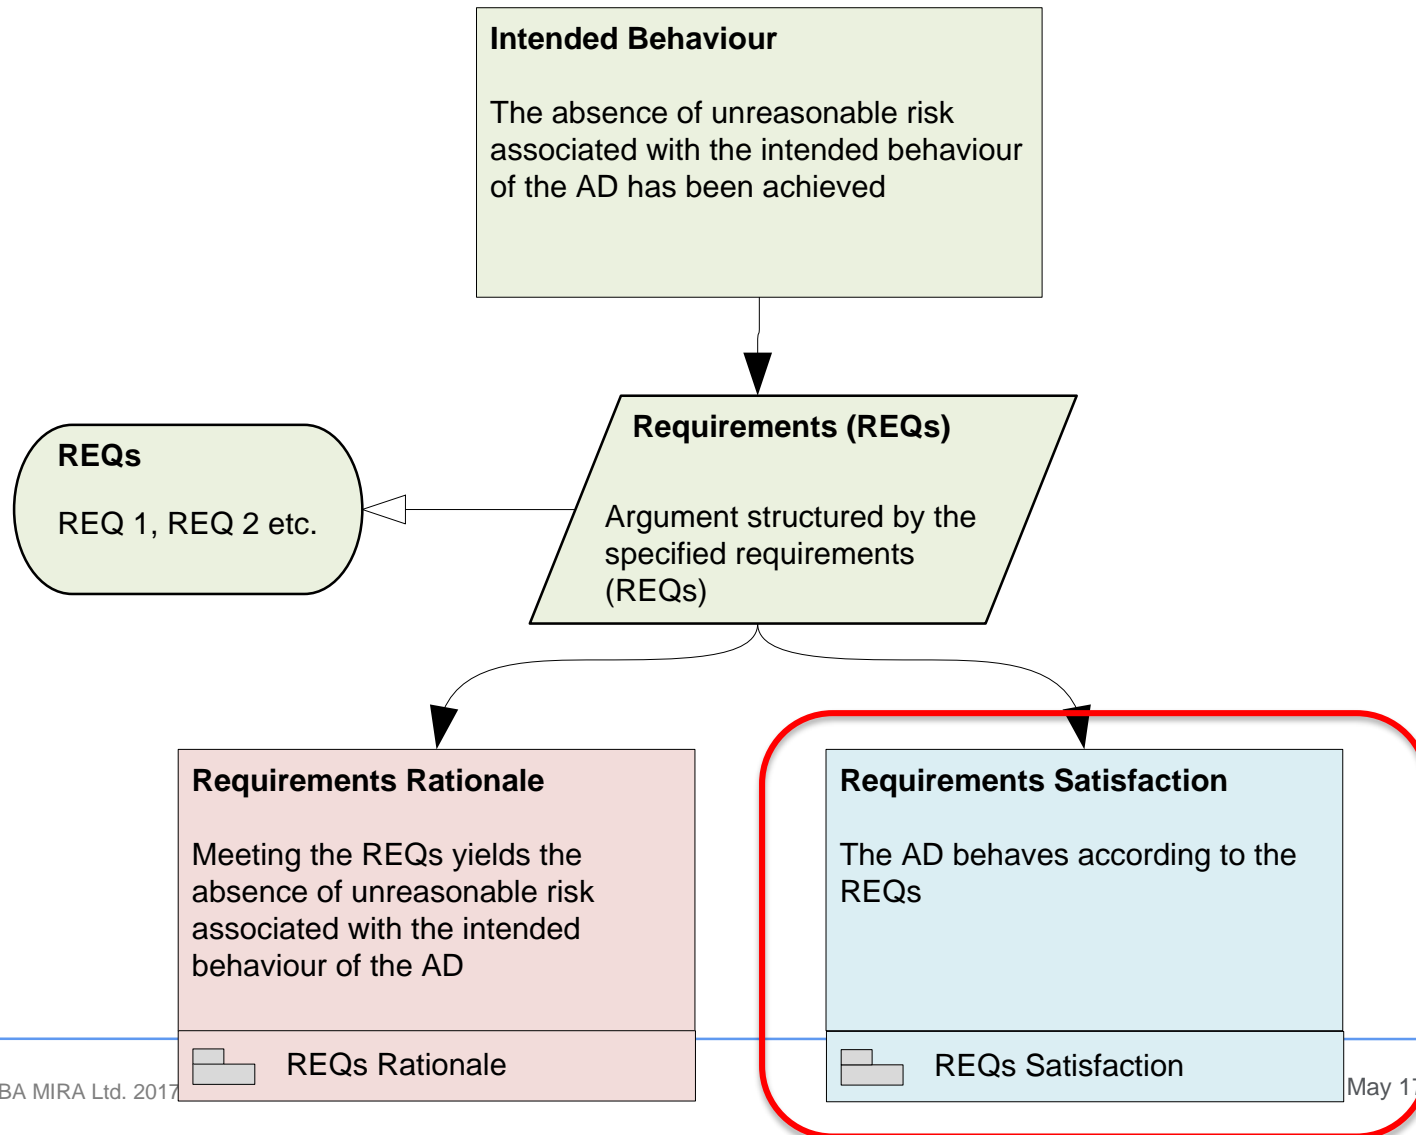 Intended Behaviour
The absence of unreasonable risk
associated with the intended behaviour
of the AD has been achieved
Requirements (REQs)
Argument structured by the
specified requirements
(REQs)
REQs
REQ 1, REQ 2 etc.
Requirements Rationale
Meeting the REQs yields the
absence of unreasonable risk
associated with the intended
behaviour of the AD
REQs Rationale
Requirements Satisfaction
The AD behaves according to the
REQs
REQs Satisfaction
BA MIRA Ltd. 2017
May 17